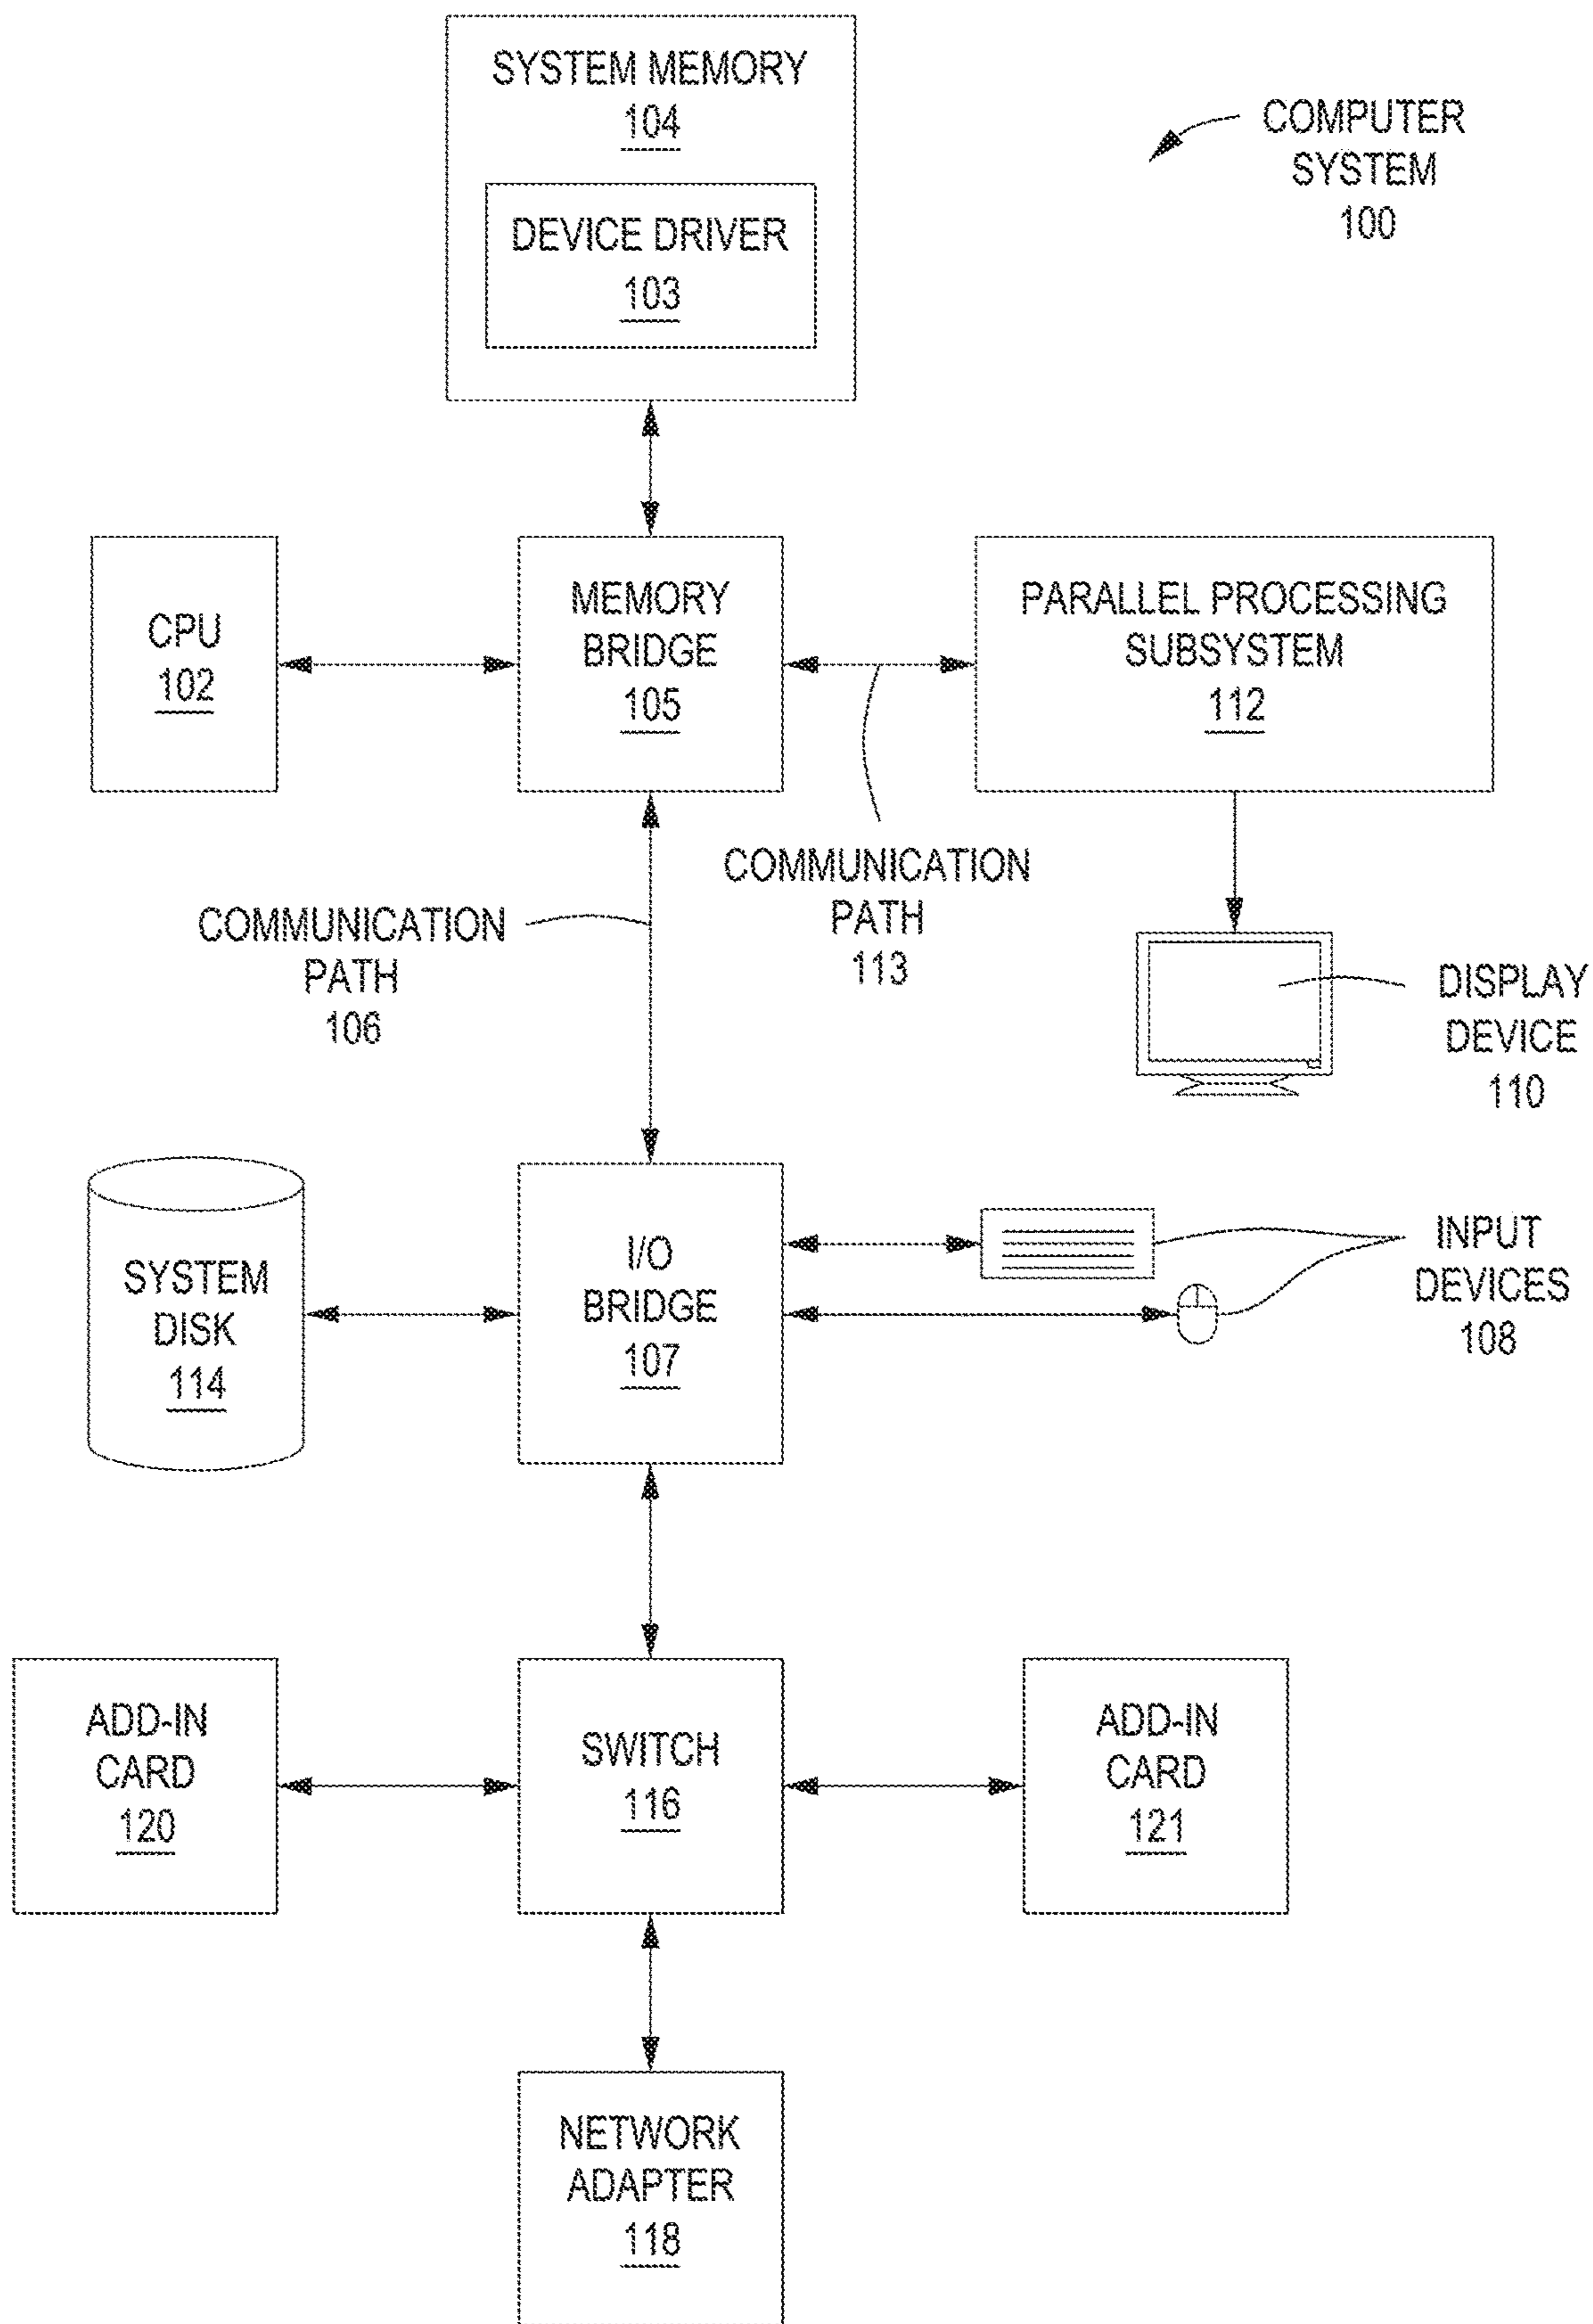 SYSTEM MEMORY
104
DEVICE DRIVER
103
COMPUTER
SYSTEM
100
CPU
102
MEMORY
BRIDGE
105
PARALLEL PROCESSING
SUBSYSTEM
112
COMMUNICATION
PATH
113
COMMUNICATION
PATH
106
DISPLAY
DEVICE
110
SYSTEM
DISK
114
I/O
BRIDGE
107
INPUT
DEVICES
108
ADD-IN
CARD
120
SWITCH
116
ADD-IN
CARD
121
NETWORK
ADAPTER
118